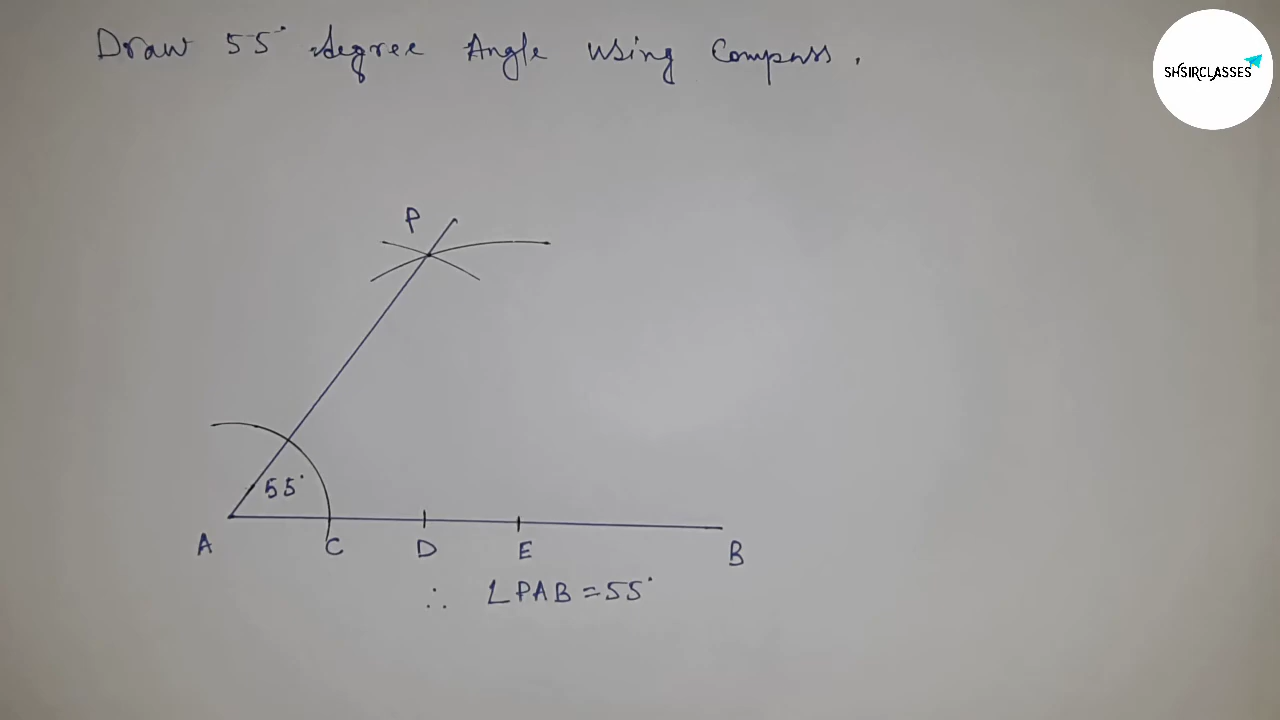 Draw 55° degree Angle using Compass.
SHSIRCLASSES
P
55°
A C D E B
∴ ∠PAB = 55°